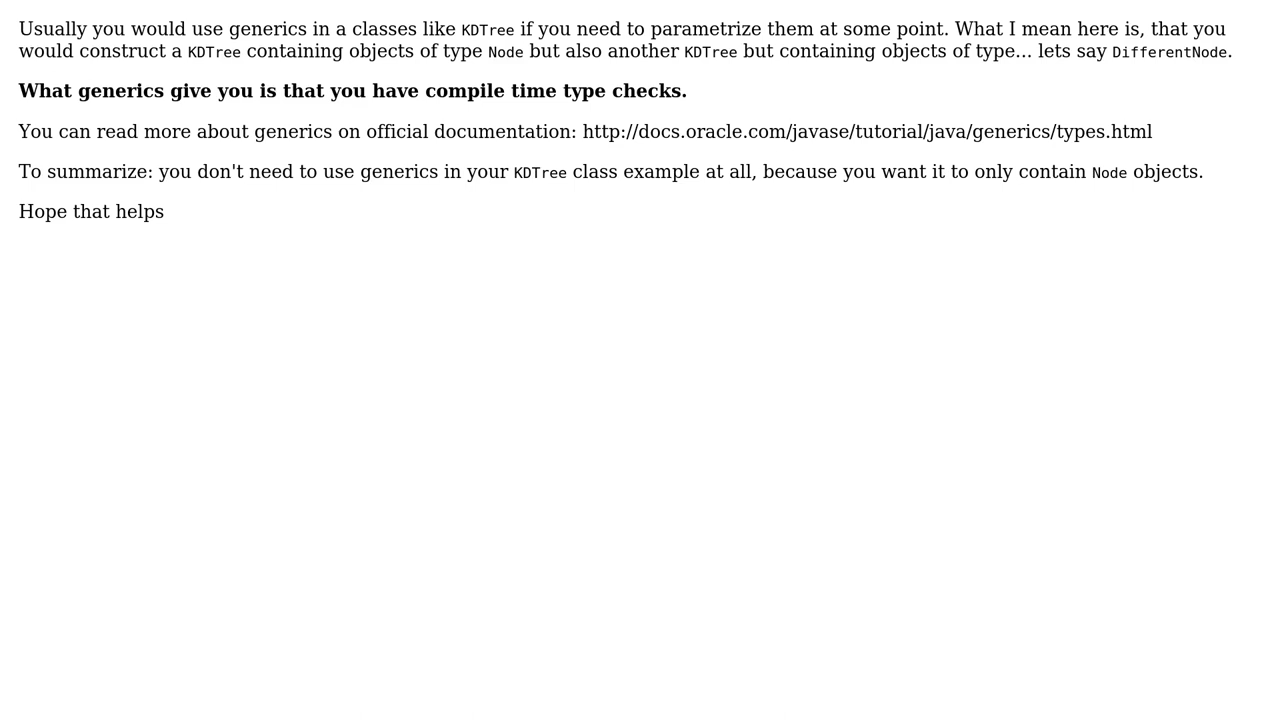 Usually you would use generics in a classes like KDTree if you need to parametrize them at some point. What I mean here is, that you
would construct a KDTree containing objects of type Node but also another KDTree but containing objects of type... lets say DifferentNode.
What generics give you is that you have compile time type checks.
You can read more about generics on official documentation: http://docs.oracle.com/javase/tutorial/java/generics/types.html
To summarize: you don't need to use generics in your KDTree class example at all, because you want it to only contain Node objects.
Hope that helps